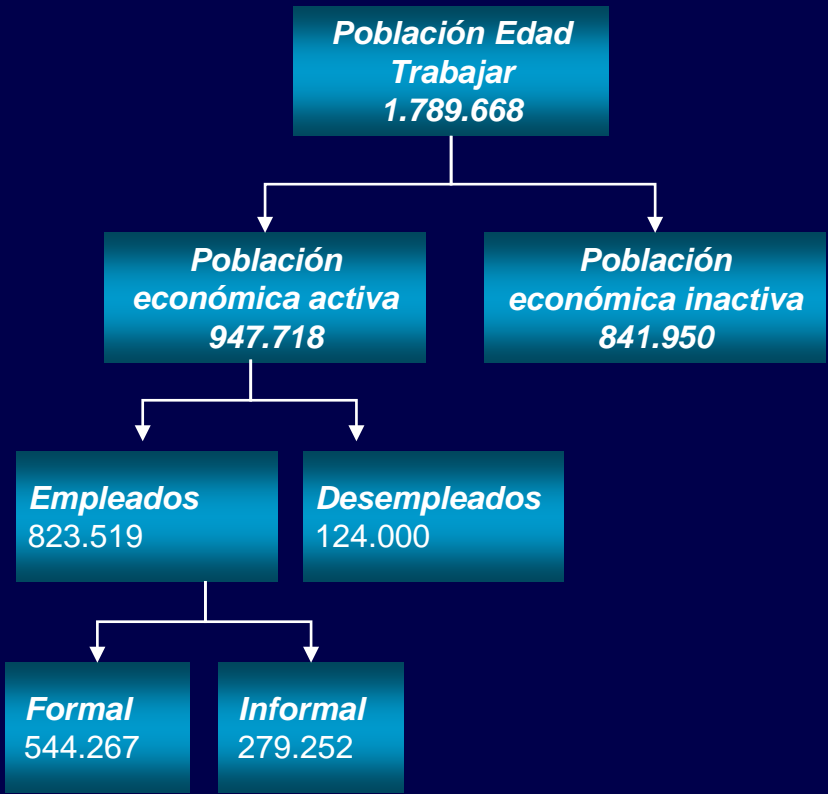 Población Edad
Trabajar
1.789.668
Población
económica activa
947.718
Población
económica inactiva
841.950
Empleados
823.519
Desempleados
124.000
Formal
544.267
Informal
279.252